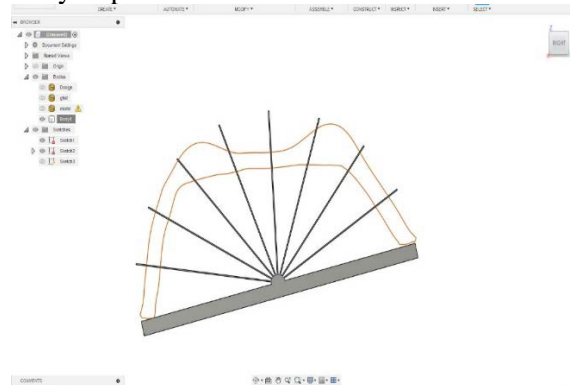 CREATE ▾ AUTOMATE ▾ MODIFY ▾ ASSEMBLE ▾ CONSTRUCT ▾ INSPECT ▾ INSERT ▾ SELECT ▾
BROWSER
Document Settings
Named Views
Origin
Bodies
Design
Sketches
Sketch1
Sketch2
Sketch3
RIGHT
COMMENTS